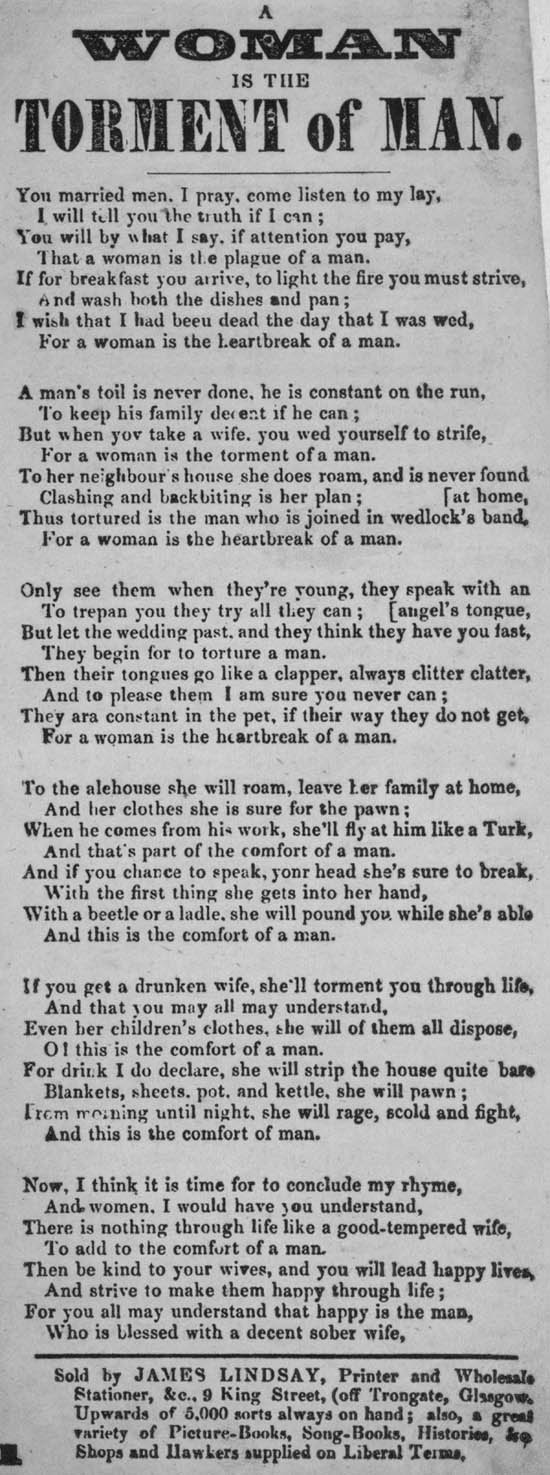 A
WOMAN
IS THE
TORMENT of MAN.
You married men, I pray, come listen to my lay,
I will tell you the truth if I can;
You will by what I say, if attention you pay,
That a woman is the plague of a man.
If for breakfast you arrive, to light the fire you must strive,
And wash both the dishes and pan;
I wish that I had beeu dead the day that I was wed,
For a woman is the heartbreak of a man.
A man's toil is never done, he is constant on the run,
To keep his family decent if he can;
But when yov take a wife, you wed yourself to strife,
For a woman is the torment of a man.
To her neighbour's house she does roam, and is never found
Clashing and backbiting is her plan; [at home,
Thus tortured is the man who is joined in wedlock's band,
For a woman is the heartbreak of a man.
Only see them when they're young, they speak with an
To trepan you they try all they can; [angel's tongue,
But let the wedding past, and they think they have you fast,
They begin for to torture a man.
Then their tongues go like a clapper, always clitter clatter,
And to please them I am sure you never can;
They ara constant in the pet, if their way they do not get,
For a woman is the heartbreak of a man.
To the alehouse she will roam, leave her family at home,
And her clothes she is sure for the pawn;
When he comes from his work, she'll fly at him like a Turk,
And that's part of the comfort of a man.
And if you chance to speak, yonr head she's sure to break,
With the first thing she gets into her hand,
With a beetle or a ladle, she will pound you while she's able
And this is the comfort of a man.
If you get a drunken wife, she'll torment you through life,
And that you may all may understand,
Even her children's clothes, she will of them all dispose,
O! this is the comfort of a man.
For drink I do declare, she will strip the house quite bare
Blankets, sheets, pot, and kettle, she will pawn;
From morning until night, she will rage, scold and fight,
And this is the comfort of man.
Now, I think it is time for to conclude my rhyme,
And women, I would have you understand,
There is nothing through life like a good-tempered wife,
To add to the comfort of a man.
Then be kind to your wives, and you will lead happy lives,
And strive to make them happy through life;
For you all may understand that happy is the man,
Who is blessed with a decent sober wife,
Sold by JAMES LINDSAY, Printer and Wholesale
Stationer, &c., 9 King Street, (off Trongate, Glasgow.
Upwards of 5,000 sorts always on hand; also, a great
variety of Picture-Books, Song-Books, Histories, &c
Shops and Hawkers supplied on Liberal Terms,